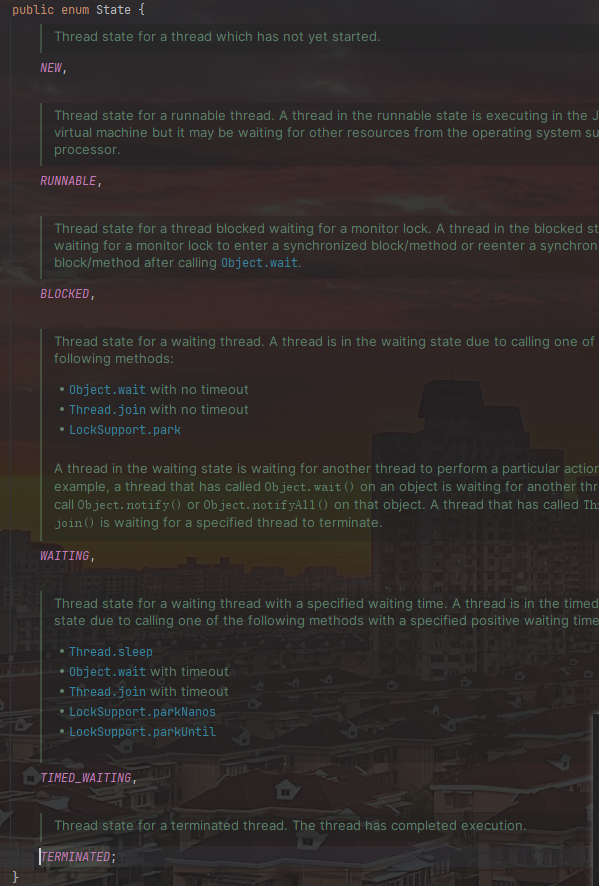 public enum State {
Thread state for a thread which has not yet started.
NEW,
Thread state for a runnable thread. A thread in the runnable state is executing in the J
virtual machine but it may be waiting for other resources from the operating system su
processor.
RUNNABLE,
Thread state for a thread blocked waiting for a monitor lock. A thread in the blocked st
waiting for a monitor lock to enter a synchronized block/method or reenter a synchron
block/method after calling Object.wait.
BLOCKED,
Thread state for a waiting thread. A thread is in the waiting state due to calling one of
following methods:
• Object.wait with no timeout
• Thread.join with no timeout
• LockSupport.park
A thread in the waiting state is waiting for another thread to perform a particular action
example, a thread that has called Object.wait() on an object is waiting for another thr
call Object.notify() or Object.notifyAll() on that object. A thread that has called Th
join() is waiting for a specified thread to terminate.
WAITING,
Thread state for a waiting thread with a specified waiting time. A thread is in the timed
state due to calling one of the following methods with a specified positive waiting time
• Thread.sleep
• Object.wait with timeout
• Thread.join with timeout
• LockSupport.parkNanos
• LockSupport.parkUntil
TIMED_WAITING,
Thread state for a terminated thread. The thread has completed execution.
TERMINATED;
}